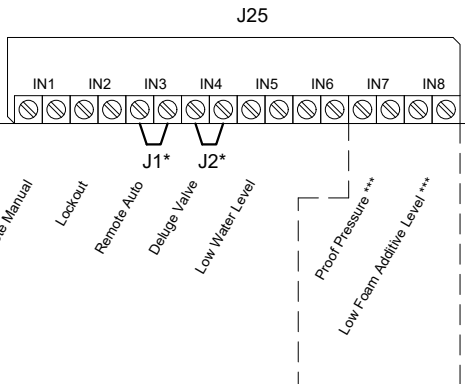 J25
IN1 IN2 IN3 IN4 IN5 IN6 IN7 IN8
J1* J2*
Manual
Lockout
Remote Auto
Deluge Valve
Low Water Level
Proof Pressure ***
Low Foam Additive Level ***